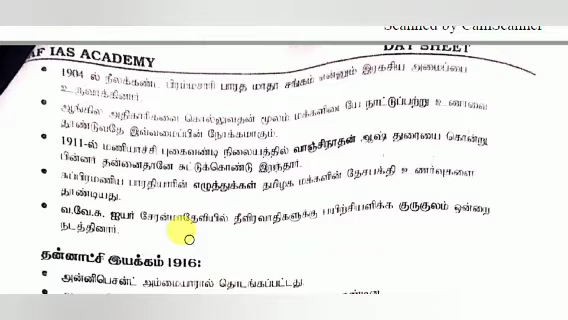 Scanned by CamScanner
AF IAS ACADEMY
DAY SHEET
• 1904 ல் நீலகண்ட பிரம்மசாரி பாரத மாதா சங்கம் என்னும் இரகசிய அமைப்பை
உருவாக்கினார்.
• ஆங்கில அதிகாரிகளை கொல்லுவதன் மூலம் மக்களிடையே நாட்டுப்பற்று உணர்வை
தூண்டுவதே இவ்வமைப்பின் நோக்கமாகும்.
• 1911-ல் மணியாச்சி புகைவண்டி நிலையத்தில் வாஞ்சிநாதன் ஆஷ் துரையை கொன்று
பின்னர் தன்னைதானே சுட்டுக்கொண்டு இறந்தார்.
• சுப்பிரமணிய பாரதியாரின் எழுத்துக்கள் தமிழக மக்களின் தேசபக்தி உணர்வுகளை
தூண்டியது.
• வ.வே.சு. ஐயர் சேரன்மாதேவியில் தீவிரவாதிகளுக்கு பயிற்சியளிக்க குருகுலம் ஒன்றை
நடத்தினார்.
தன்னாட்சி இயக்கம் 1916:
• அன்னிபெசன்ட் அம்மையாரால் தொடங்கப்பட்டது